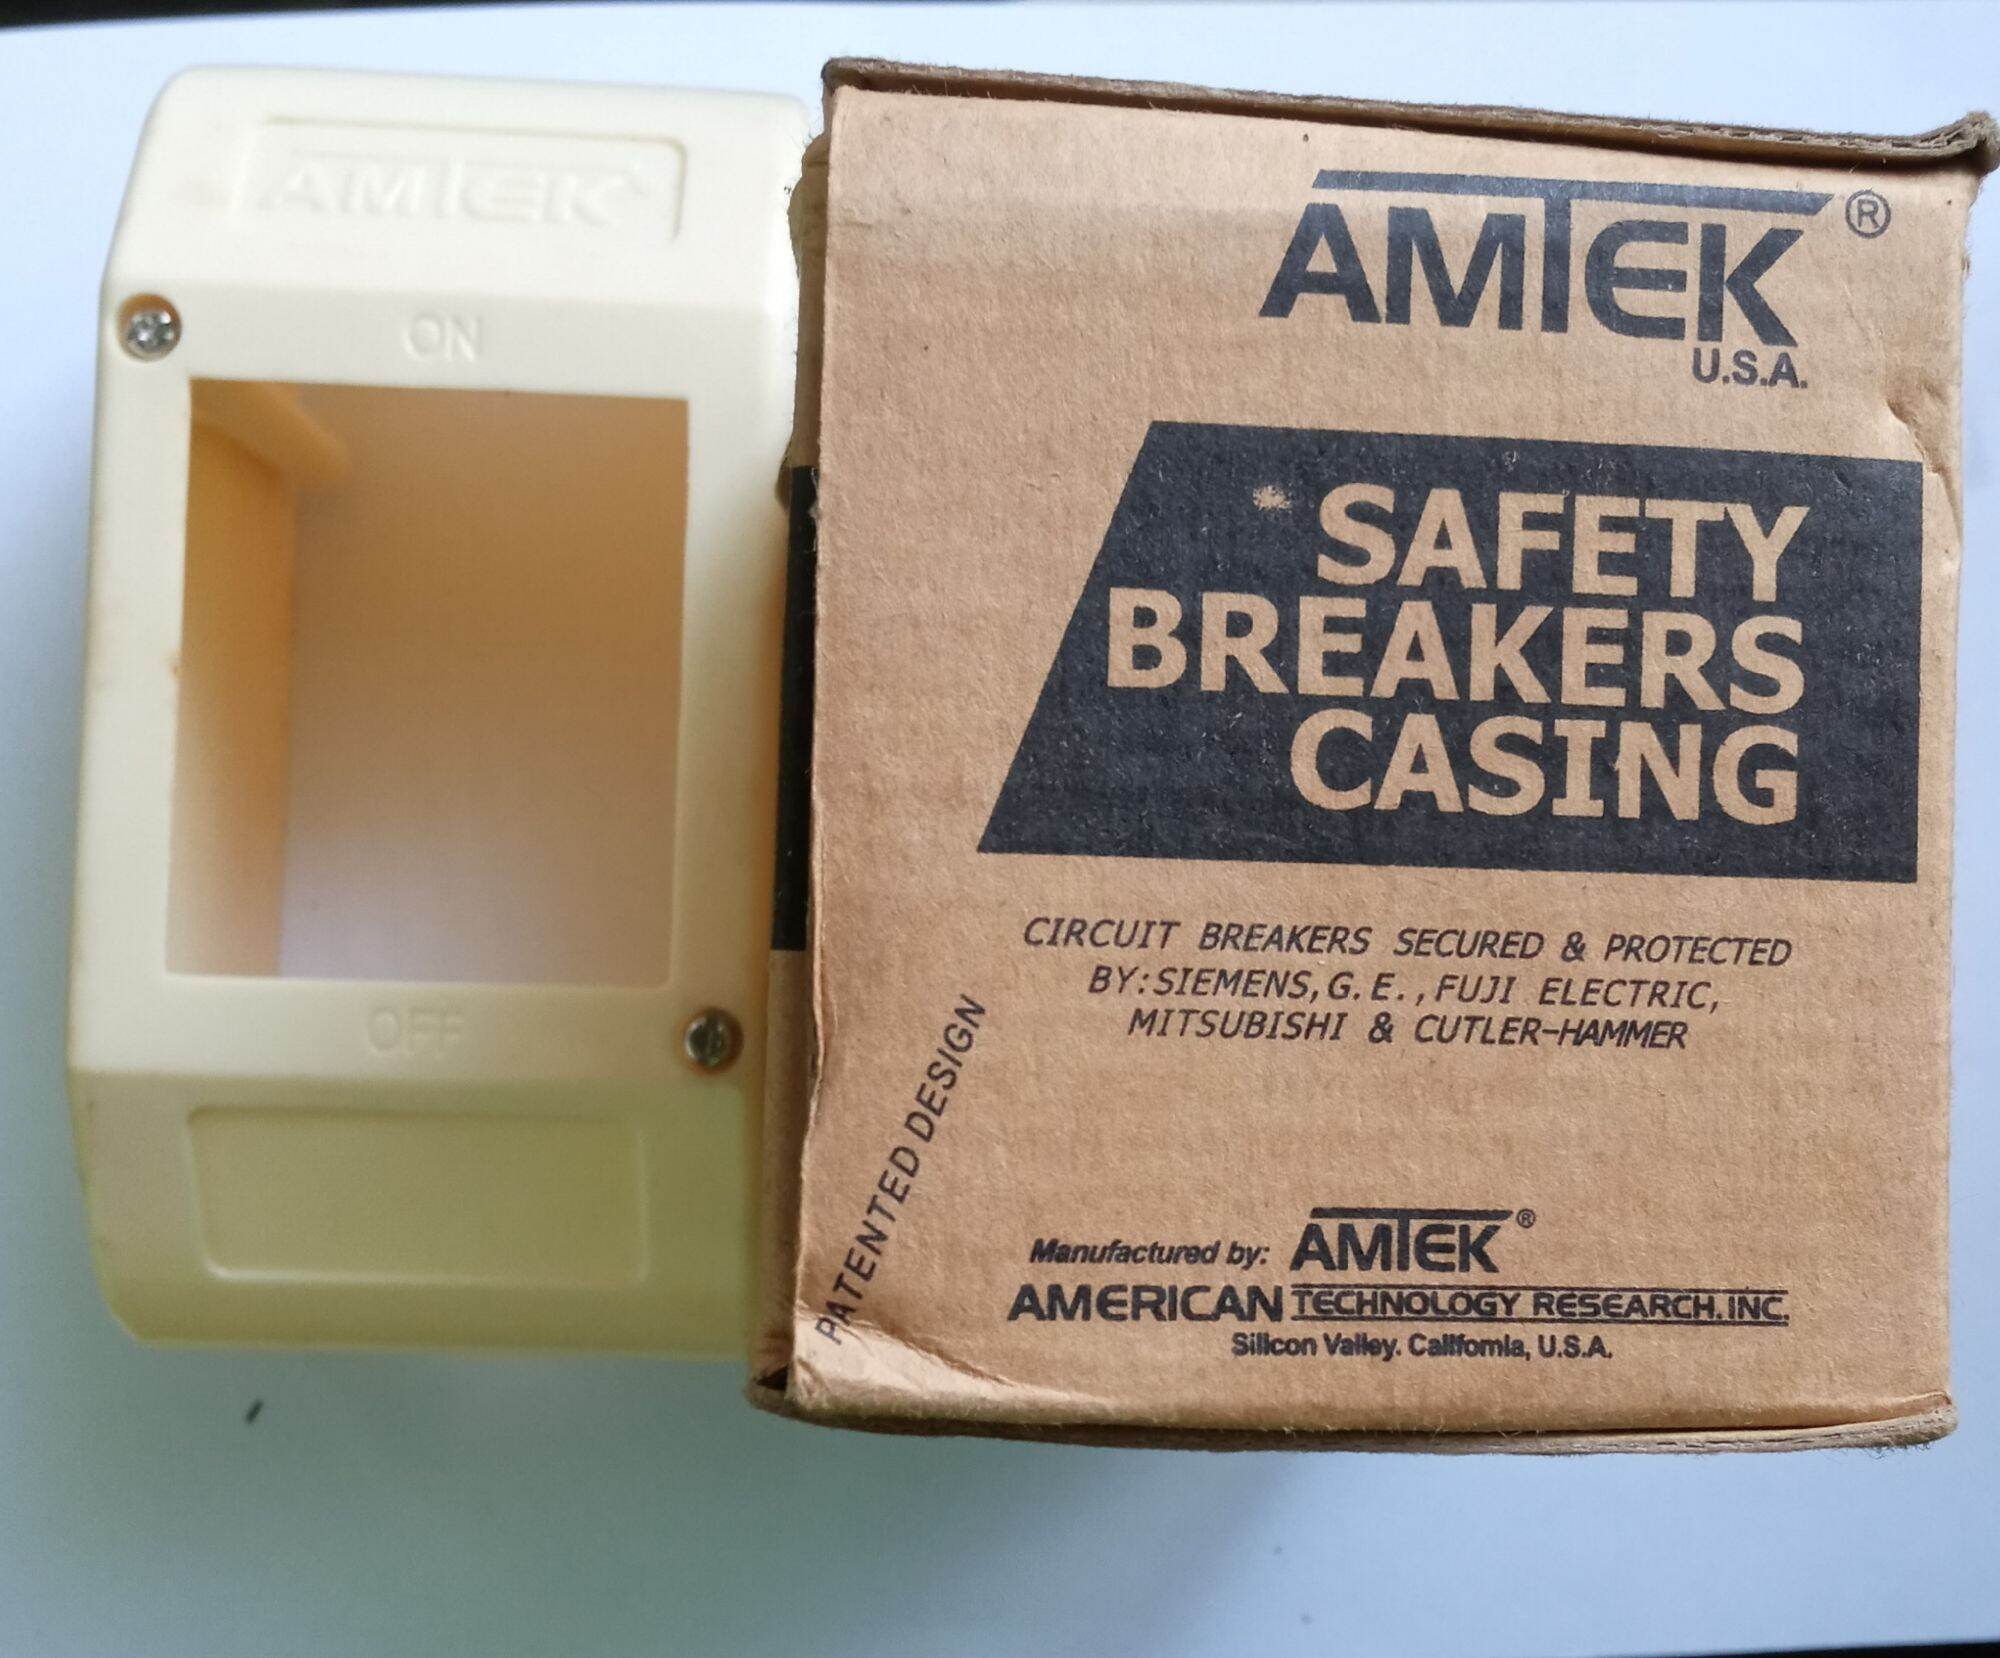 AMTEK
ON
OFF
AMTEK®
U.S.A.
SAFETY
BREAKERS
CASING
CIRCUIT BREAKERS SECURED & PROTECTED
BY:SIEMENS, G.E., FUJI ELECTRIC,
MITSUBISHI & CUTLER-HAMMER
PATENTED DESIGN
Manufactured by: AMTEK®
AMERICAN TECHNOLOGY RESEARCH. INC.
Silicon Valley. California, U.S.A.